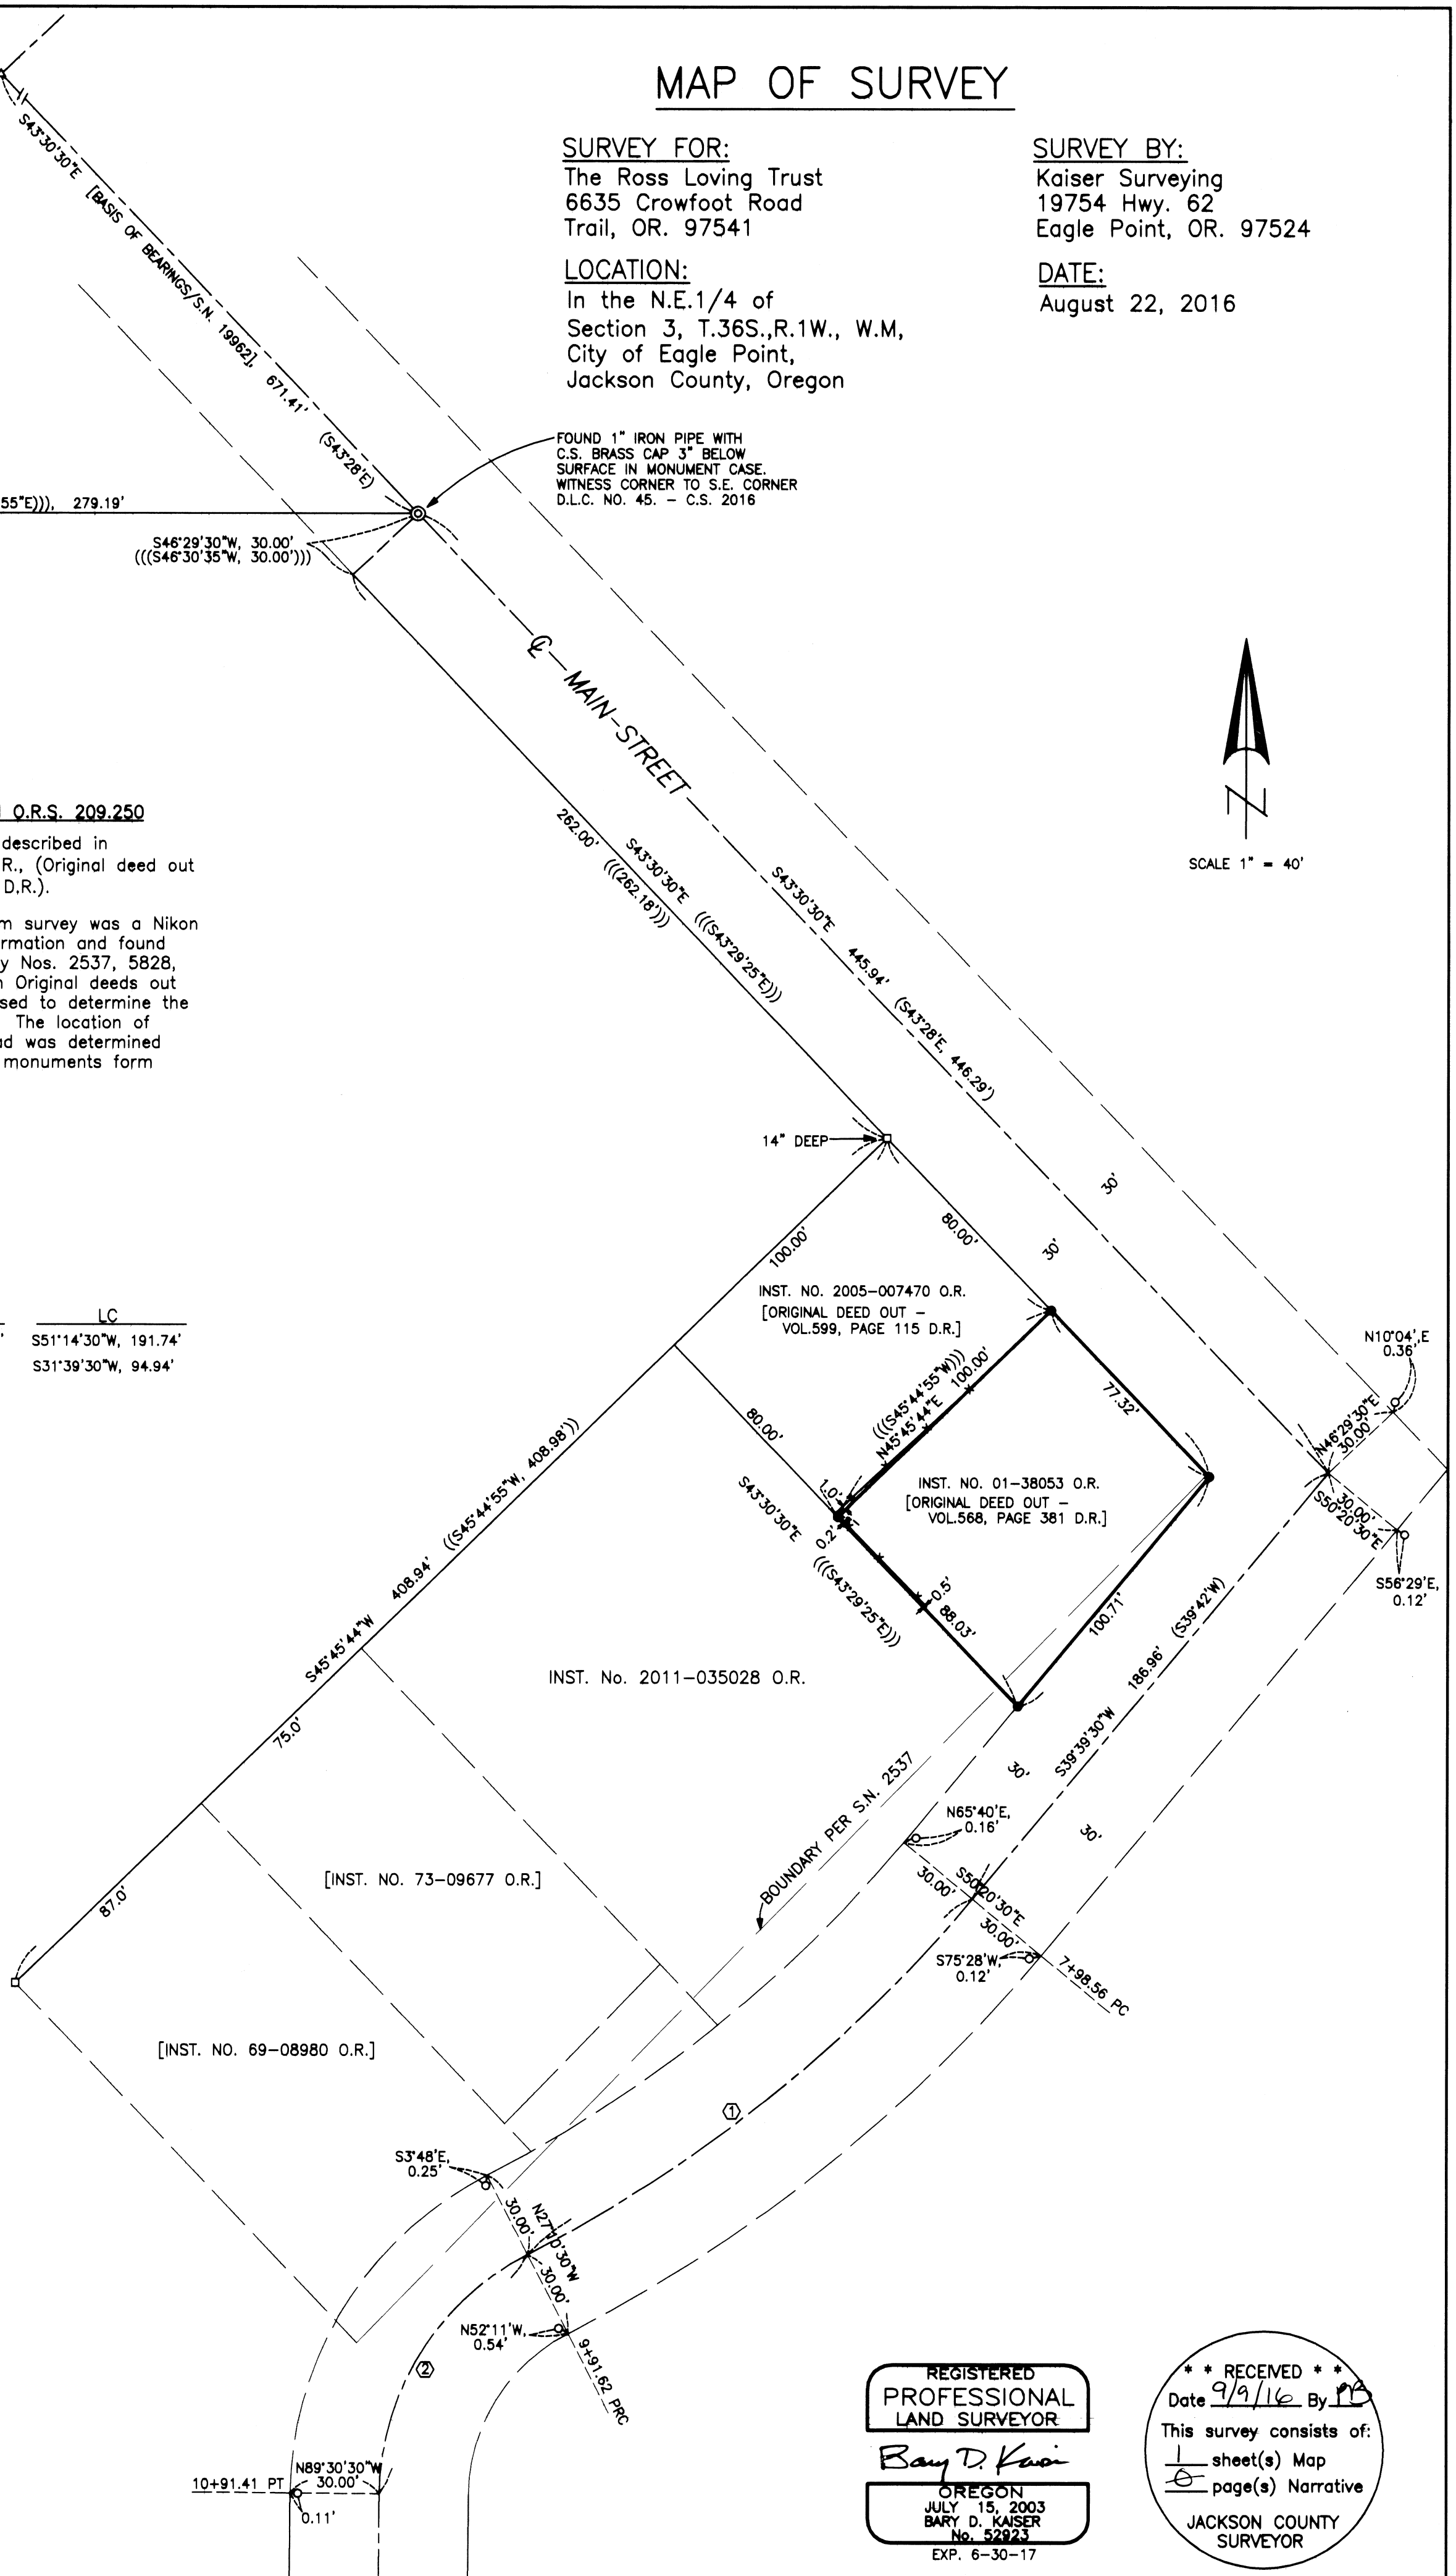 MAP OF SURVEY
SURVEY FOR:
The Ross Loving Trust
6635 Crowfoot Road
Trail, OR. 97541
SURVEY BY:
Kaiser Surveying
19754 Hwy. 62
Eagle Point, OR. 97524
LOCATION:
In the N.E.1/4 of
Section 3, T.36S.,R.1W., W.M,
City of Eagle Point,
Jackson County, Oregon
DATE:
August 22, 2016
S43°30'30"E [BASIS OF BEARINGS/S.N. 19962], 671.41' (S43°28'E)
FOUND 1" IRON PIPE WITH
C.S. BRASS CAP 3" BELOW
SURFACE IN MONUMENT CASE.
WITNESS CORNER TO S.E. CORNER
D.L.C. NO. 45. - C.S. 2016
55"E))), 279.19'
S46°29'30"W, 30.00'
(((S46°30'35"W, 30.00')))
℄ MAIN STREET
SCALE 1" = 40'
O.R.S. 209.250
described in
R., (Original deed out
D.R.).
m survey was a Nikon
rmation and found
y Nos. 2537, 5828,
n Original deeds out
sed to determine the
The location of
ad was determined
monuments form
262.00' (((262.18')))
S43°30'30"E (((S43°29'25"E)))
S43°30'30"E 445.94' (S43°28'E, 446.29')
14" DEEP
30'
30'
80.00'
100.00'
INST. NO. 2005-007470 O.R.
[ORIGINAL DEED OUT -
VOL.599, PAGE 115 D.R.]
LC
' S51°14'30"W, 191.74'
S31°39'30"W, 94.94'
N10°04',E
0.36'
N46°29'30"E
30.00'
30.00'
S50°20'30"E
S56°29'E,
0.12'
77.32'
(((S45°44'55"W)))
N45°45'44"E 100.00'
80.00'
1.0'
0.2'
INST. NO. 01-38053 O.R.
[ORIGINAL DEED OUT -
VOL.568, PAGE 381 D.R.]
S43°30'30"E (((S43°29'25"E)))
0.5'
88.03'
100.71'
S39°39'30"W 186.96' (S39°42'W)
S45°45'44"W 408.94' ((S45°44'55"W, 408.98'))
INST. No. 2011-035028 O.R.
75.0'
87.0'
BOUNDARY PER S.N. 2537
30'
30'
N65°40'E,
0.16'
S50°20'30"E
30.00'
30.00'
S75°28'W,
0.12'
7+98.56 PC
[INST. NO. 73-09677 O.R.]
[INST. NO. 69-08980 O.R.]
1
S3°48'E,
0.25'
N27°10'30"W
30.00'
30.00'
N52°11'W,
0.54'
9+91.62 PRC
2
10+91.41 PT
N89°30'30"W
30.00'
0.11'
REGISTERED
PROFESSIONAL
LAND SURVEYOR
Bary D. Kaiser
OREGON
JULY 15, 2003
BARY D. KAISER
No. 52923
EXP. 6-30-17
* * RECEIVED * *
Date 9/9/16 By PB
This survey consists of:
1 sheet(s) Map
0 page(s) Narrative
JACKSON COUNTY
SURVEYOR